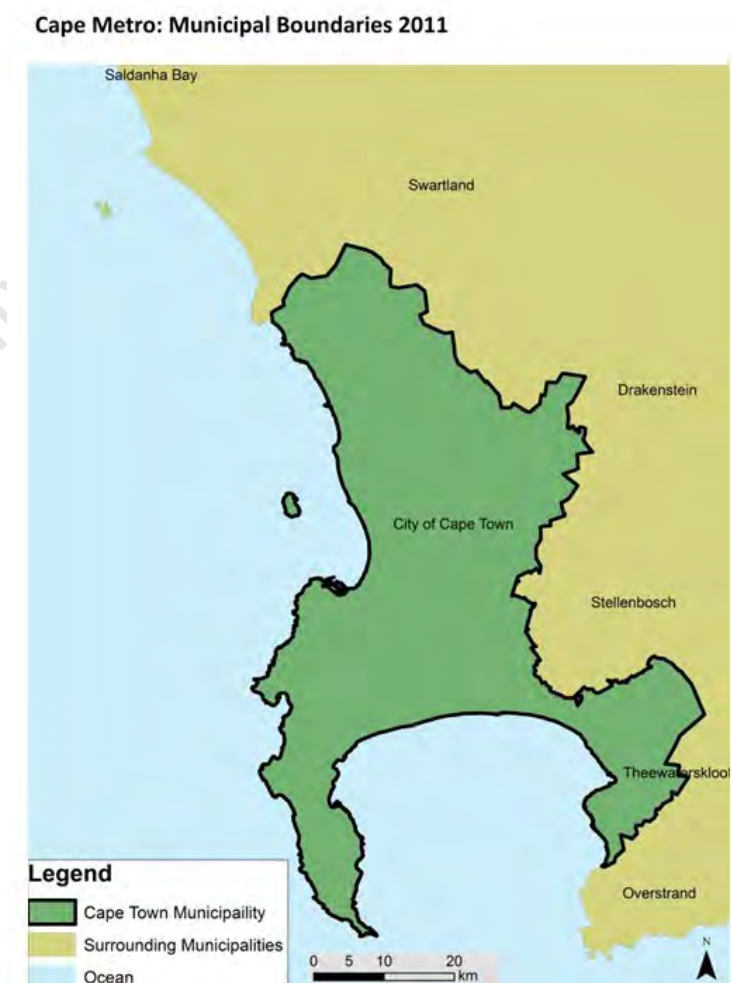 Cape Metro: Municipal Boundaries 2011
Saldanha Bay
Swartland
Drakenstein
City of Cape Town
Stellenbosch
Theewaterskloof
Overstrand
Legend
Cape Town Municipaility
Surrounding Municipalities
Ocean
0 5 10 20
km
N